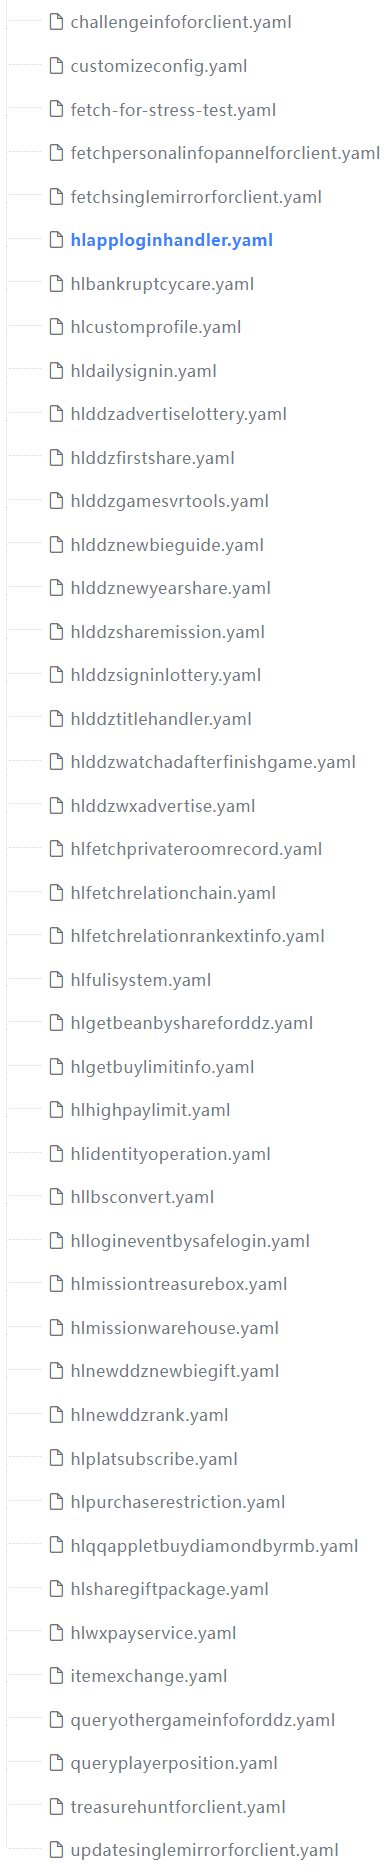 challengeinfoforclient.yaml
customizeconfig.yaml
fetch-for-stress-test.yaml
fetchpersonalinfopannelforclient.yaml
fetchsinglemirrorforclient.yaml
hlapploginhandler.yaml
hlbankruptcycare.yaml
hlcustomprofile.yaml
hldailysignin.yaml
hlddzadvertiselottery.yaml
hlddzfirstshare.yaml
hlddzgamesvrtools.yaml
hlddznewbieguide.yaml
hlddznewyearshare.yaml
hlddzsharemission.yaml
hlddzsigninlottery.yaml
hlddztitlehandler.yaml
hlddzwatchadafterfinishgame.yaml
hlddzwxadvertise.yaml
hlfetchprivateroomrecord.yaml
hlfetchrelationchain.yaml
hlfetchrelationrankextinfo.yaml
hlfulisystem.yaml
hlgetbeanbyshareforddz.yaml
hlgetbuylimitinfo.yaml
hlhighpaylimit.yaml
hlidentityoperation.yaml
hllbsconvert.yaml
hllogineventbysafelogin.yaml
hlmissiontreasurebox.yaml
hlmissionwarehouse.yaml
hlnewddznewbiegift.yaml
hlnewddzrank.yaml
hlplatsubscribe.yaml
hlpurchaserestriction.yaml
hlqqappletbuydiamondbyrmb.yaml
hlsharegiftpackage.yaml
hlwxpayservice.yaml
itemexchange.yaml
queryothergameinfoforddz.yaml
queryplayerposition.yaml
treasurehuntforclient.yaml
updatesinglemirrorforclient.yaml